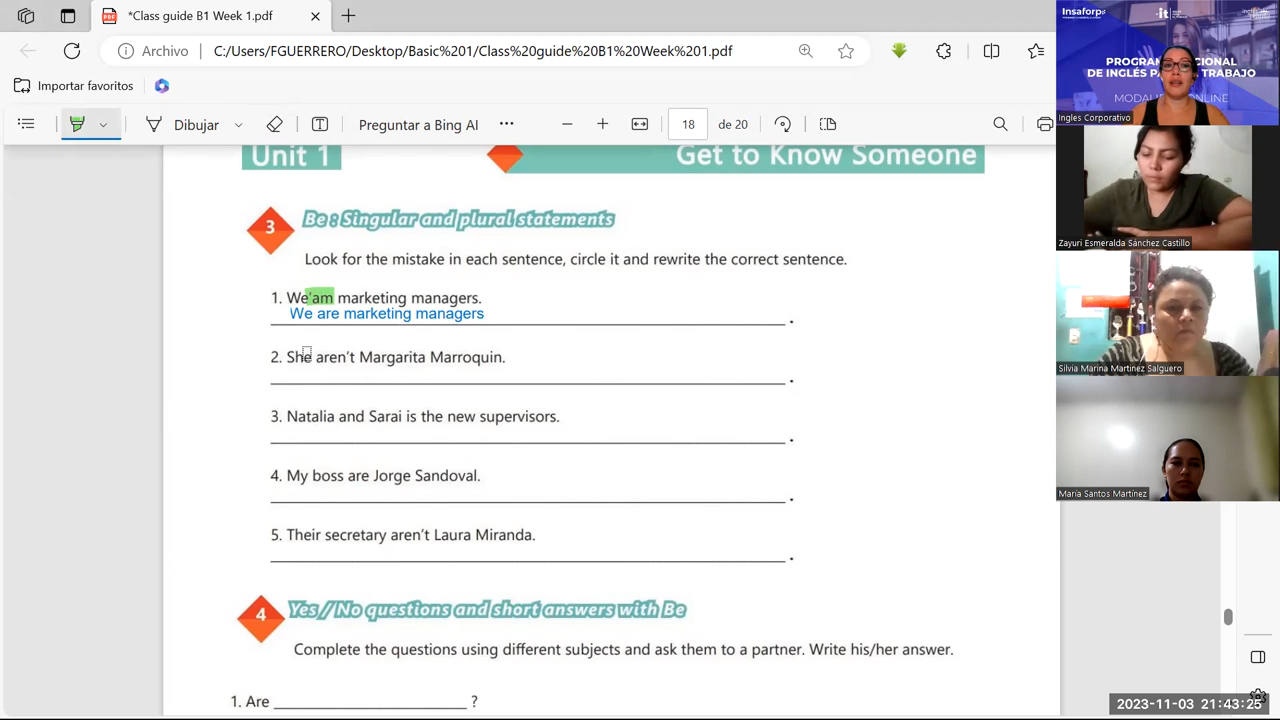 *Class guide B1 Week 1.pdf
Archivo
C:/Users/FGUERRERO/Desktop/Basic%201/Class%20guide%20B1%20Week%201.pdf
Importar favoritos
Dibujar
Preguntar a Bing AI
18
de 20
Unit 1
Get to Know Someone
3
Be : Singular and plural statements
Look for the mistake in each sentence, circle it and rewrite the correct sentence.
1. We'am marketing managers.
We are marketing managers
2. She aren't Margarita Marroquin.
3. Natalia and Sarai is the new supervisors.
4. My boss are Jorge Sandoval.
5. Their secretary aren't Laura Miranda.
4
Yes / No questions and short answers with Be
Complete the questions using different subjects and ask them to a partner. Write his/her answer.
1. Are ______________________ ?
Insaforp
it
Ingles Corporativo
Zayuri Esmeralda Sánchez Castillo
Silvia Marina Martinez Salguero
María Santos Martínez
2023-11-03 21:43:25